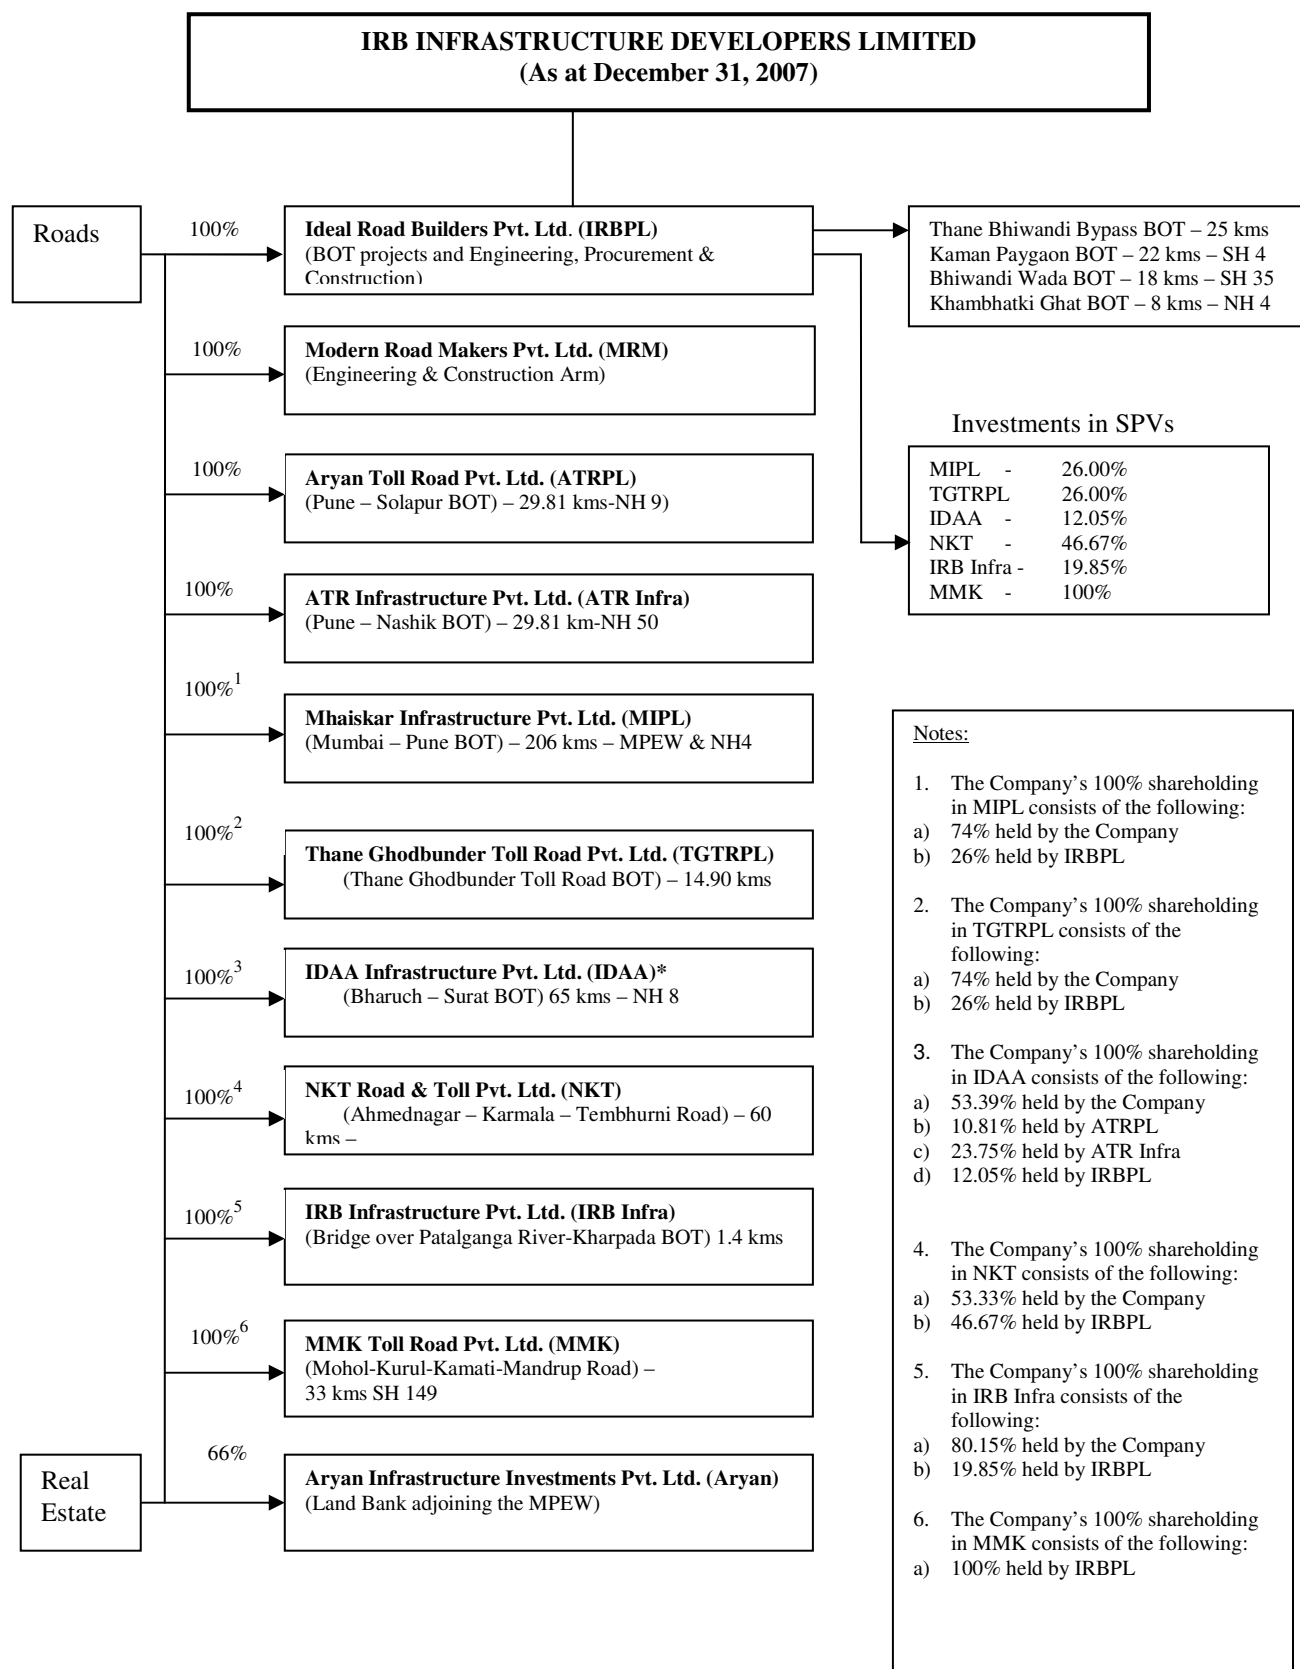 IRB INFRASTRUCTURE DEVELOPERS LIMITED
(As at December 31, 2007)
Roads
100%
Ideal Road Builders Pvt. Ltd. (IRBPL)
(BOT projects and Engineering, Procurement &
Construction)
Thane Bhiwandi Bypass BOT – 25 kms
Kaman Paygaon BOT – 22 kms – SH 4
Bhiwandi Wada BOT – 18 kms – SH 35
Khambhatki Ghat BOT – 8 kms – NH 4
100%
Modern Road Makers Pvt. Ltd. (MRM)
(Engineering & Construction Arm)
Investments in SPVs
MIPL - 26.00%
TGTRPL 26.00%
IDAA - 12.05%
NKT - 46.67%
IRB Infra - 19.85%
MMK - 100%
100%
Aryan Toll Road Pvt. Ltd. (ATRPL)
(Pune – Solapur BOT) – 29.81 kms-NH 9)
100%
ATR Infrastructure Pvt. Ltd. (ATR Infra)
(Pune – Nashik BOT) – 29.81 km-NH 50
100%1
Mhaiskar Infrastructure Pvt. Ltd. (MIPL)
(Mumbai – Pune BOT) – 206 kms – MPEW & NH4
100%2
Thane Ghodbunder Toll Road Pvt. Ltd. (TGTRPL)
(Thane Ghodbunder Toll Road BOT) – 14.90 kms
100%3
IDAA Infrastructure Pvt. Ltd. (IDAA)*
(Bharuch – Surat BOT) 65 kms – NH 8
100%4
NKT Road & Toll Pvt. Ltd. (NKT)
(Ahmednagar – Karmala – Tembhurni Road) – 60
kms –
100%5
IRB Infrastructure Pvt. Ltd. (IRB Infra)
(Bridge over Patalganga River-Kharpada BOT) 1.4 kms
100%6
MMK Toll Road Pvt. Ltd. (MMK)
(Mohol-Kurul-Kamati-Mandrup Road) –
33 kms SH 149
Real
Estate
66%
Aryan Infrastructure Investments Pvt. Ltd. (Aryan)
(Land Bank adjoining the MPEW)
Notes:
1. The Company's 100% shareholding
in MIPL consists of the following:
a) 74% held by the Company
b) 26% held by IRBPL
2. The Company's 100% shareholding
in TGTRPL consists of the
following:
a) 74% held by the Company
b) 26% held by IRBPL
3. The Company's 100% shareholding
in IDAA consists of the following:
a) 53.39% held by the Company
b) 10.81% held by ATRPL
c) 23.75% held by ATR Infra
d) 12.05% held by IRBPL
4. The Company's 100% shareholding
in NKT consists of the following:
a) 53.33% held by the Company
b) 46.67% held by IRBPL
5. The Company's 100% shareholding
in IRB Infra consists of the
following:
a) 80.15% held by the Company
b) 19.85% held by IRBPL
6. The Company's 100% shareholding
in MMK consists of the following:
a) 100% held by IRBPL